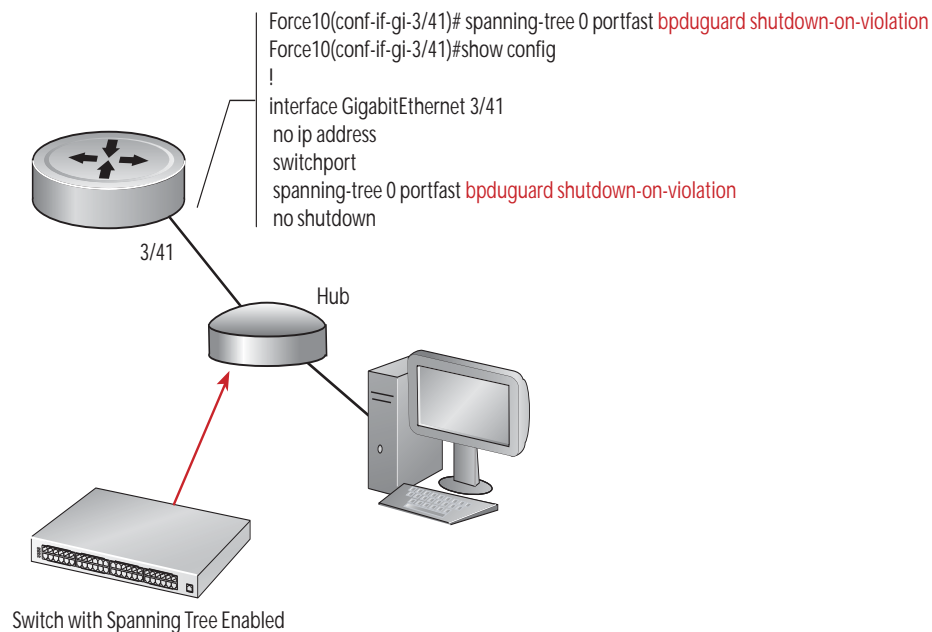 Force10(conf-if-gi-3/41)# spanning-tree 0 portfast bpduguard shutdown-on-violation
Force10(conf-if-gi-3/41)#show config
!
interface GigabitEthernet 3/41
no ip address
switchport
spanning-tree 0 portfast bpduguard shutdown-on-violation
no shutdown
3/41
Hub
Switch with Spanning Tree Enabled